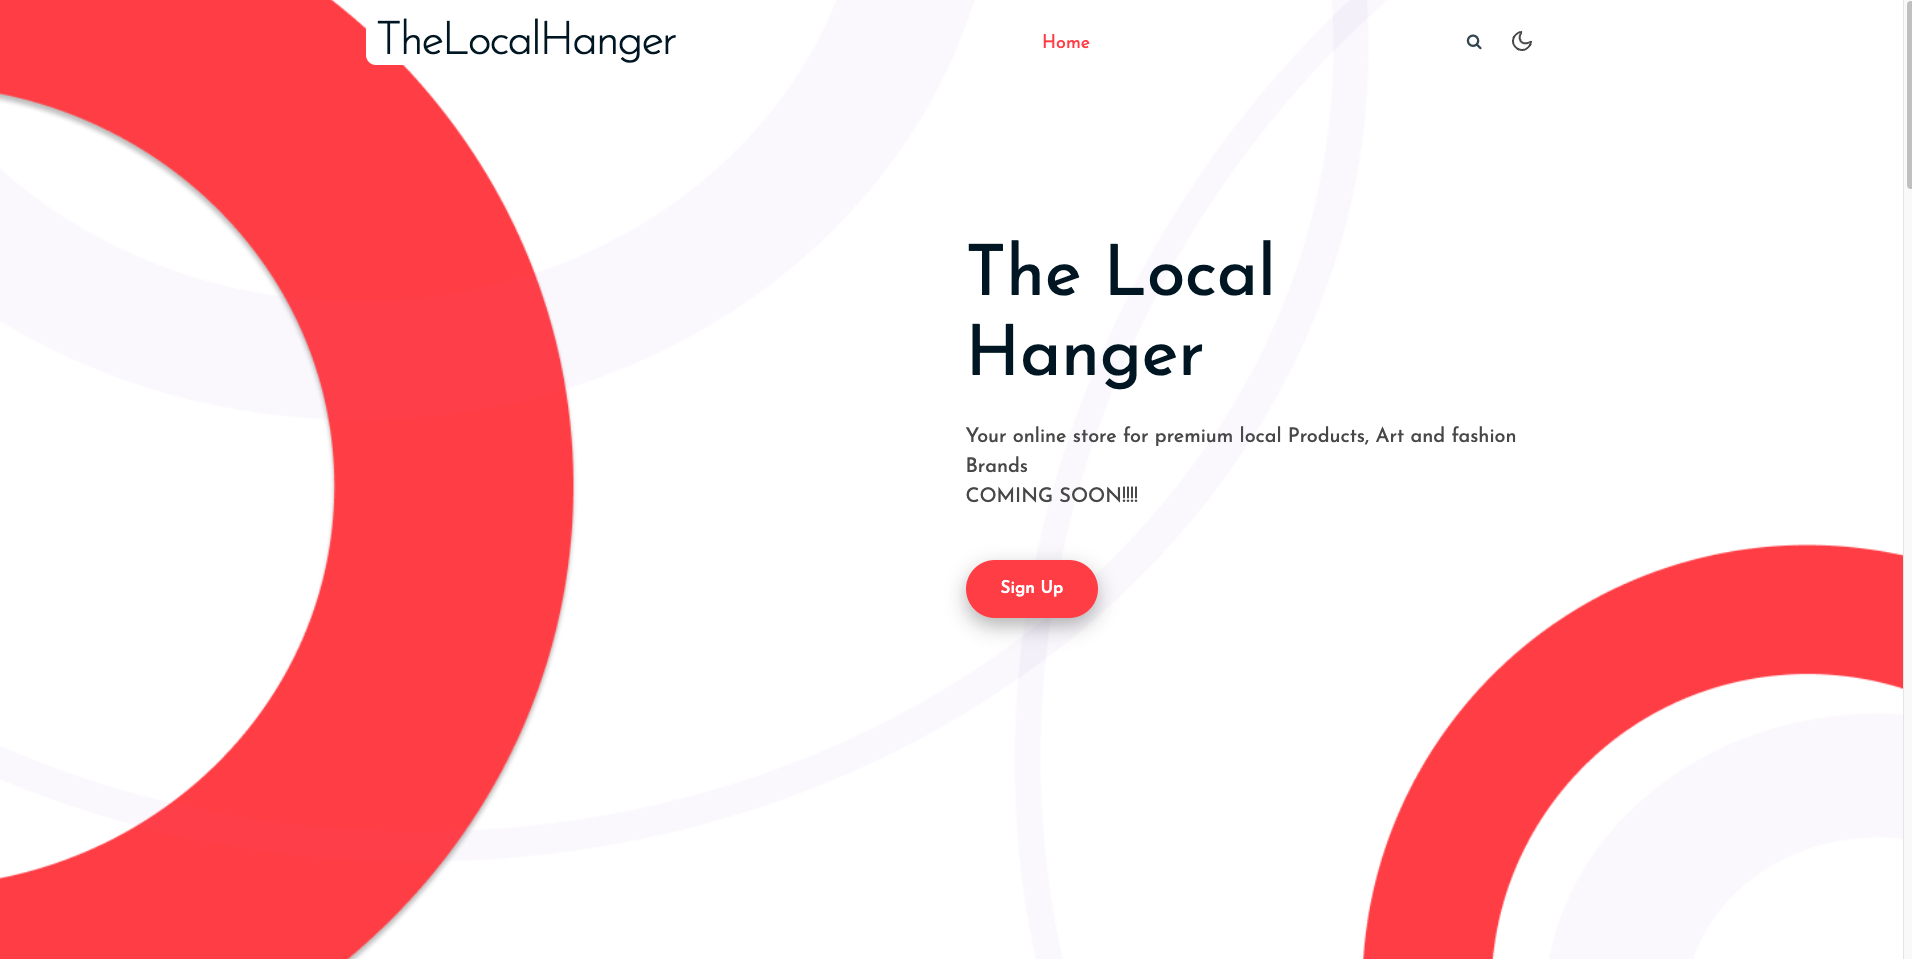 TheLocalHanger
Home
The Local
Hanger
Your online store for premium local Products, Art and fashion
Brands
COMING SOON!!!!
Sign Up